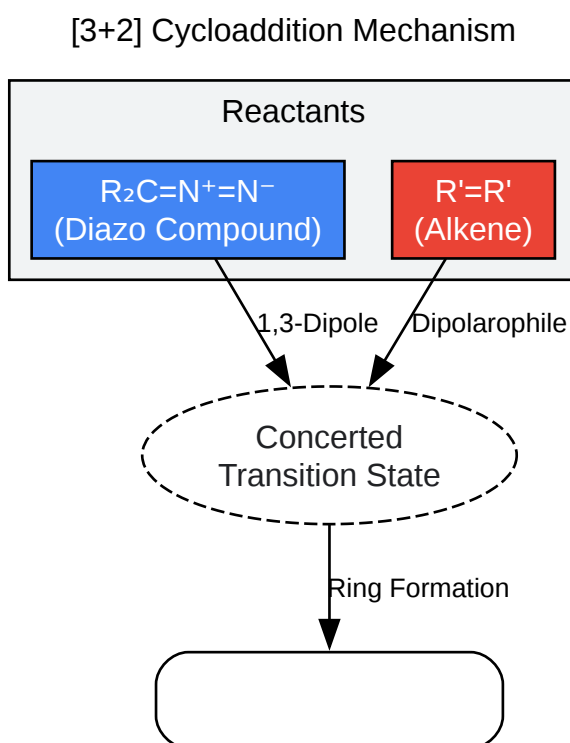 [3+2] Cycloaddition Mechanism
Reactants
R₂C=N⁺=N⁻
(Diazo Compound)
R'=R'
(Alkene)
1,3-Dipole
Dipolarophile
Concerted
Transition State
Ring Formation